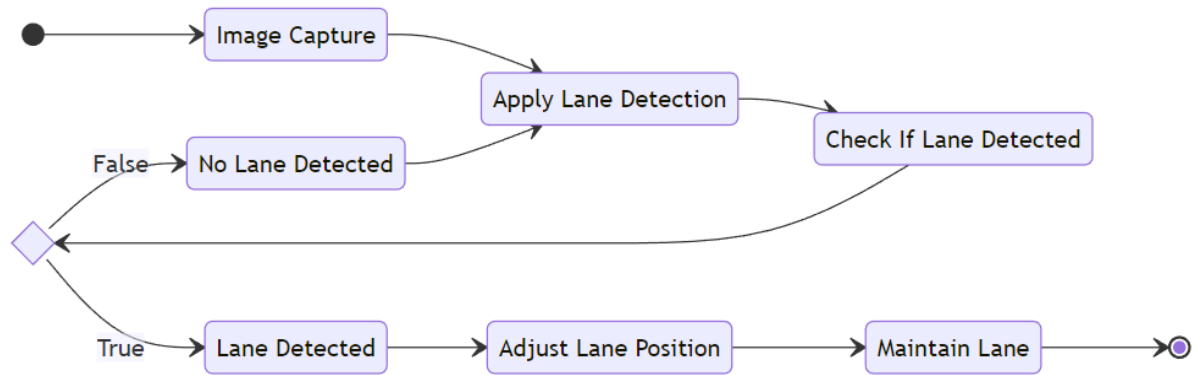 Image Capture
Apply Lane Detection
Check If Lane Detected
False
No Lane Detected
True
Lane Detected
Adjust Lane Position
Maintain Lane